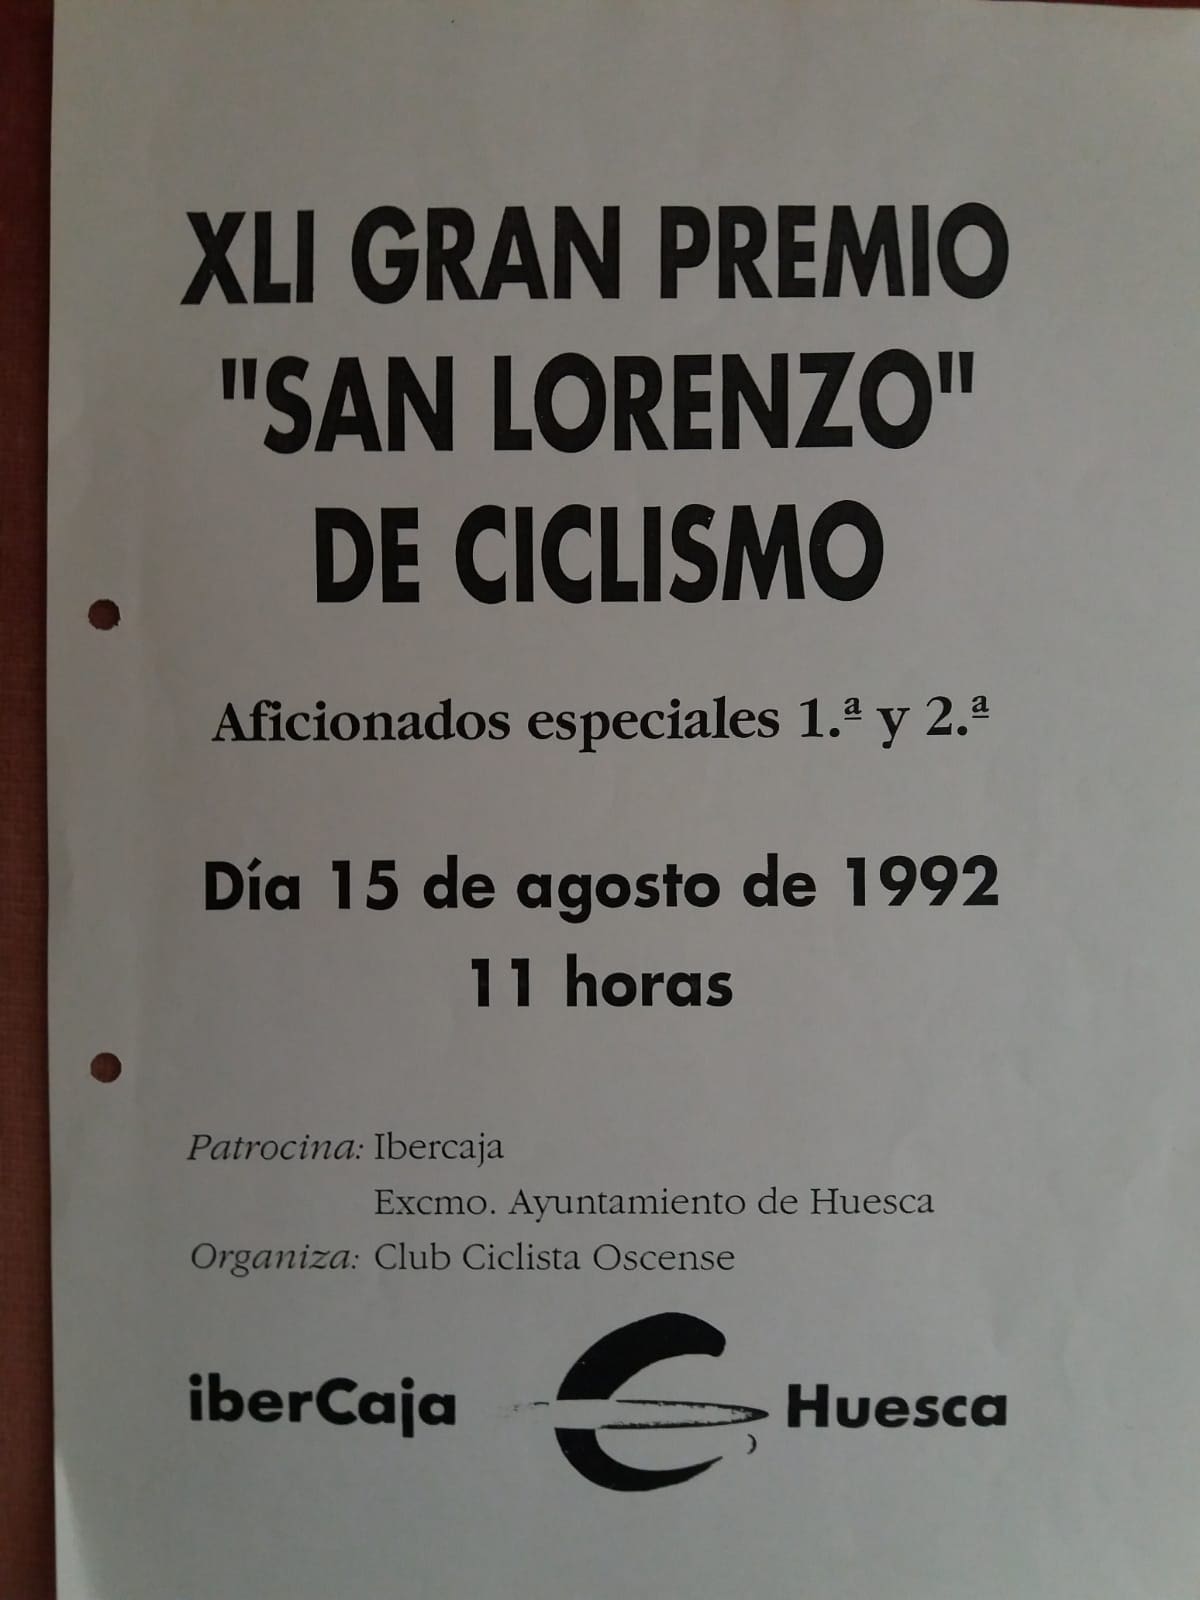 XLI GRAN PREMIO
"SAN LORENZO"
DE CICLISMO
Aficionados especiales 1.ª y 2.ª
Día 15 de agosto de 1992
11 horas
Patrocina: Ibercaja
Excmo. Ayuntamiento de Huesca
Organiza: Club Ciclista Oscense
iberCaja Huesca